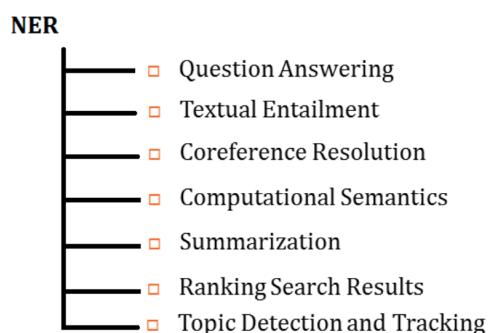 NER
Question Answering
Textual Entailment
Coreference Resolution
Computational Semantics
Summarization
Ranking Search Results
Topic Detection and Tracking